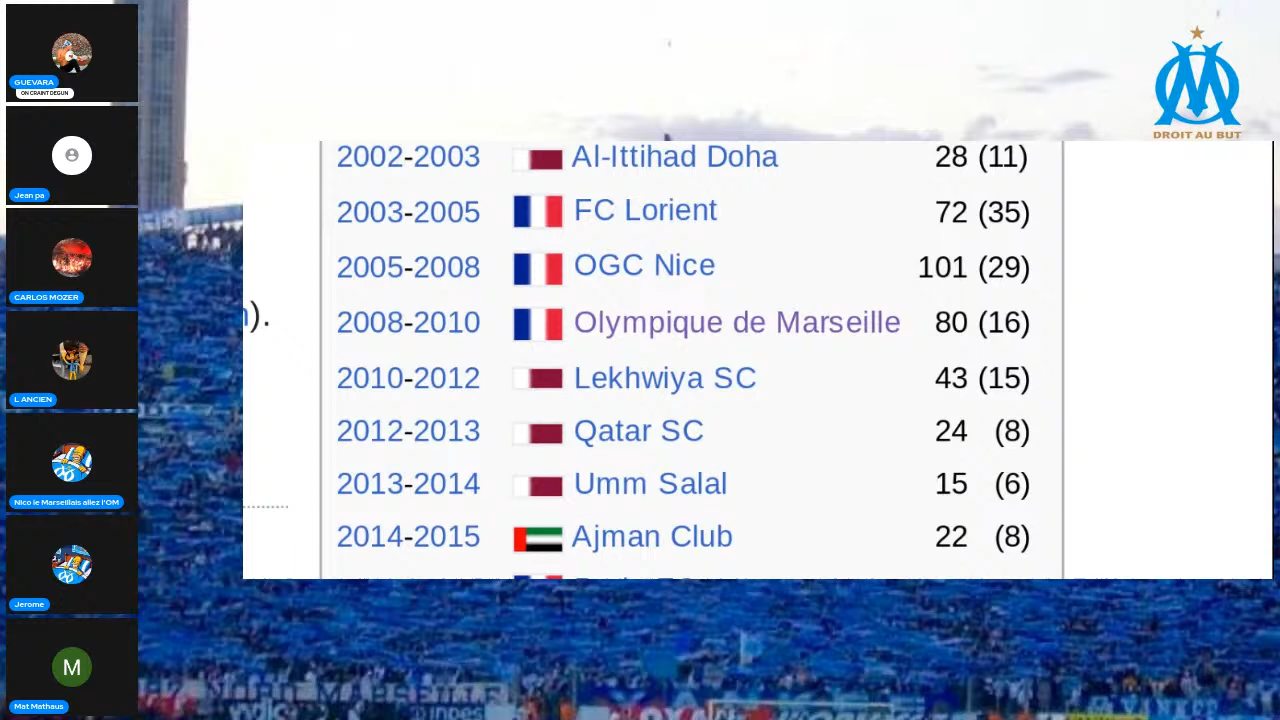 GUEVARA
ON CRAINT DEGUN
Jean pa
CARLOS MOZER
L ANCIEN
Nico le Marseillais allez l'OM
Jerome
M
Mat Mathaus
DROIT AU BUT
2002-2003 Al-Ittihad Doha 28 (11)
2003-2005 FC Lorient 72 (35)
2005-2008 OGC Nice 101 (29)
).
2008-2010 Olympique de Marseille 80 (16)
2010-2012 Lekhwiya SC 43 (15)
2012-2013 Qatar SC 24 (8)
2013-2014 Umm Salal 15 (6)
2014-2015 Ajman Club 22 (8)
MARSEILLE